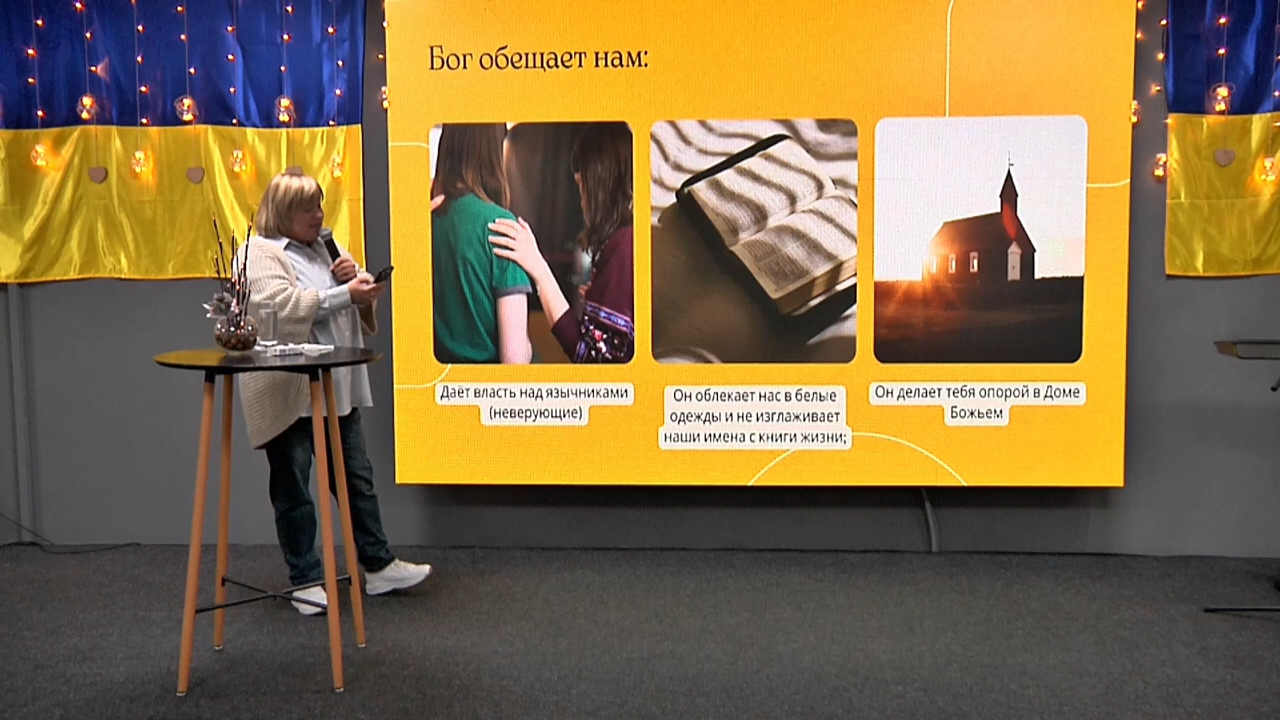 Бог обещает нам:
Даёт власть над язычниками
(неверующие)
Он облекает нас в белые
одежды и не изглаживает
наши имена с книги жизни;
Он делает тебя опорой в Доме
Божьем